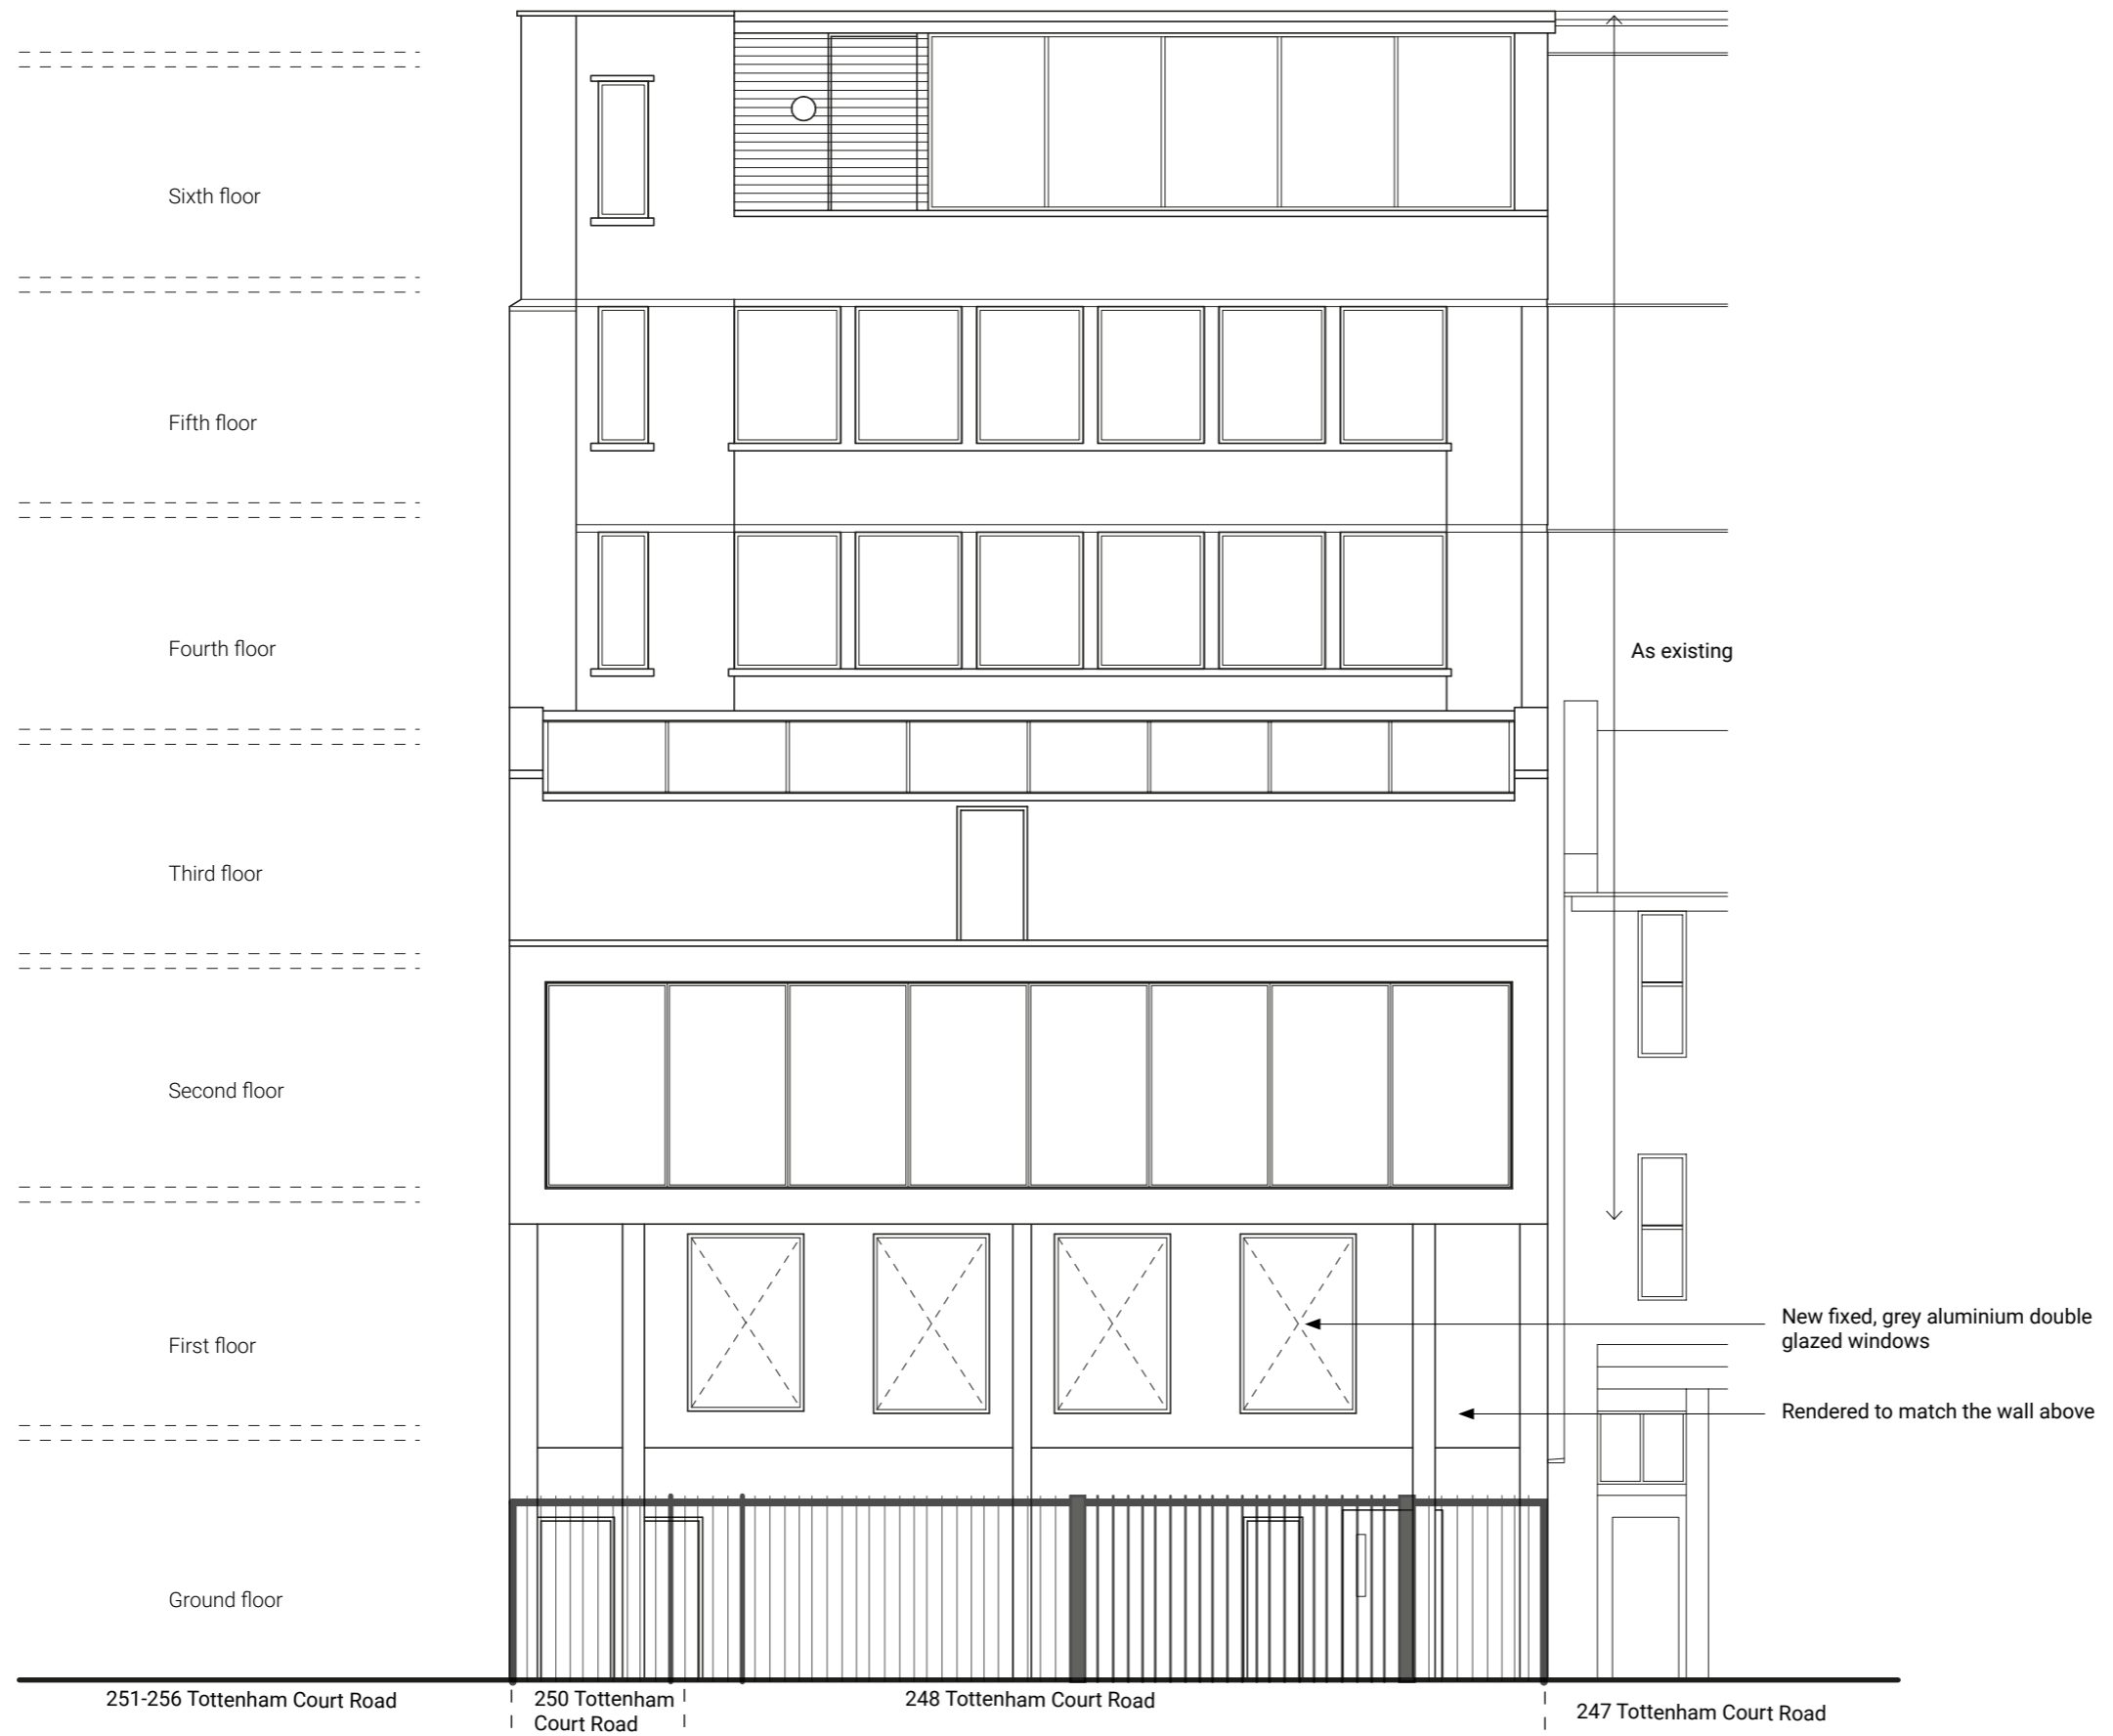 Sixth floor
Fifth floor
Fourth floor
As existing
Third floor
Second floor
First floor
New fixed, grey aluminium double
glazed windows
Rendered to match the wall above
Ground floor
251-256 Tottenham Court Road
250 Tottenham
Court Road
248 Tottenham Court Road
247 Tottenham Court Road